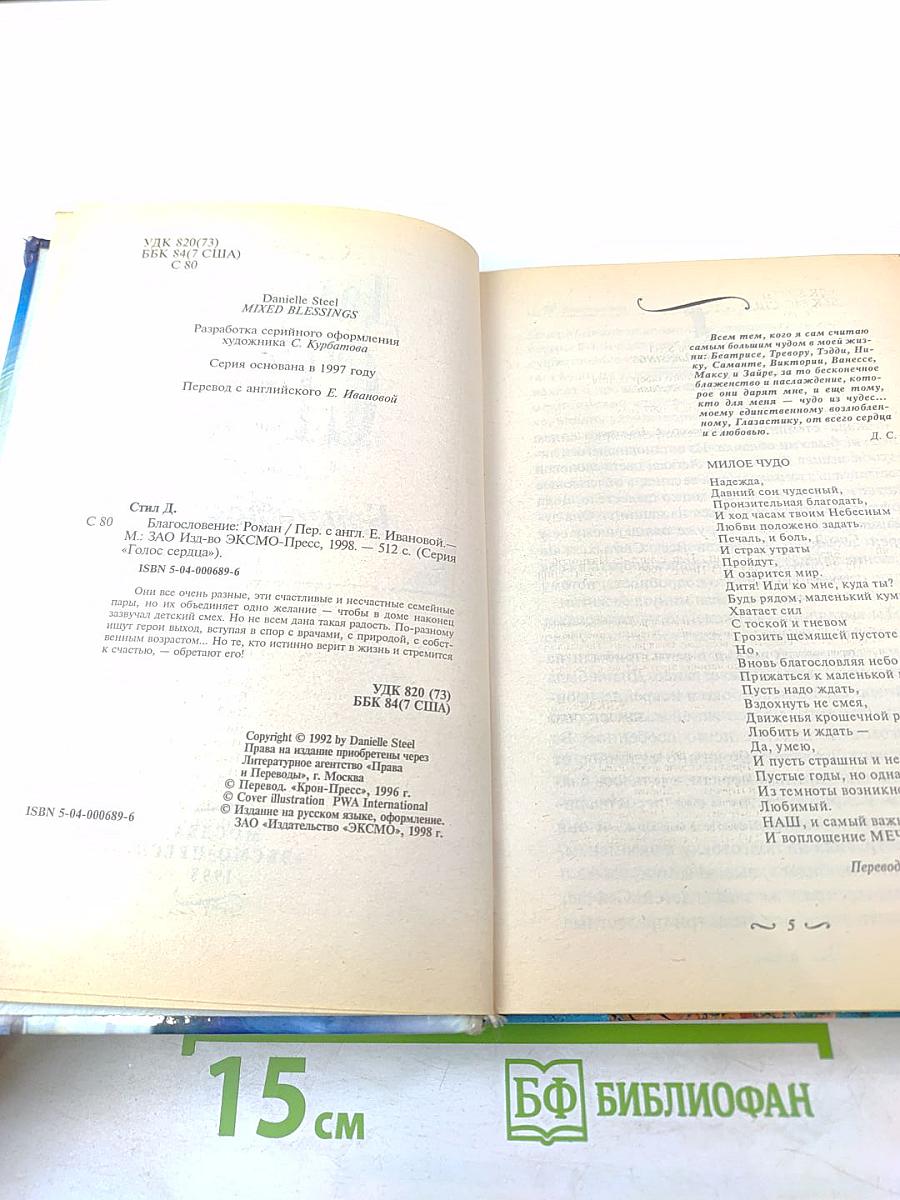 УДК 820(73)
ББК 84(7 США)
С 80
Danielle Steel
MIXED BLESSINGS
Разработка серийного оформления
художника С. Курбатова
Серия основана в 1997 году
Перевод с английского Е. Ивановой
Стил Д.
С 80
Благословение: Роман / Пер. с англ. Е. Ивановой.—
М.: ЗАО Изд-во ЭКСМО-Пресс, 1998. — 512 с. (Серия
«Голос сердца»).
ISBN 5-04-000689-6
Они все очень разные, эти счастливые и несчастные семейные
пары, но их объединяет одно желание — чтобы в доме наконец
зазвучал детский смех. Но не всем дана такая радость. По-разному
ищут герои выход, вступая в спор с врачами, с природой, с собст-
венным возрастом... Но те, кто истинно верит в жизнь и стремится
к счастью, — обретают его!
УДК 820 (73)
ББК 84(7 США)
Copyright © 1992 by Danielle Steel
Права на издание приобретены через
Литературное агентство «Права
и Переводы», г. Москва
© Перевод. «Крон-Пресс», 1996 г.
© Cover illustration PWA International
© Издание на русском языке, оформление.
ЗАО «Издательство «ЭКСМО», 1998 г.
ISBN 5-04-000689-6
Всем тем, кого я сам считаю
самым большим чудом в моей жиз-
ни: Беатрисе, Тревору, Тэдди, Ни-
ку, Саманте, Виктории, Ванессе,
Максу и Зайре, за то бесконечное
блаженство и наслаждение, кото-
рое они дарят мне, и еще тому,
кто для меня — чудо из чудес...
моему единственному возлюблен-
ному, Глазастику, от всего сердца
и с любовью.
Д. С.
МИЛОЕ ЧУДО
Надежда,
Давний сон чудесный,
Пронзительная благодать,
И ход часам твоим Небесным
Любви положено задать.
Печаль, и боль,
И страх утраты
Пройдут,
И озарится мир.
Дитя! Иди ко мне, куда ты?
Будь рядом, маленький кум
Хватает сил
С тоской и гневом
Грозить щемящей пустоте
Но,
Вновь благословляя небо
Прижаться к маленькой
Пусть надо ждать,
Вздохнуть не смея,
Движенья крошечной р
Любить и ждать —
Да, умею,
И пусть страшны и не
Пустые годы, но одна
Из темноты возникн
Любимый.
НАШ, и самый важ
И воплощение МЕЧ
Перевод
5
15 см
БФ БИБЛИОФАН